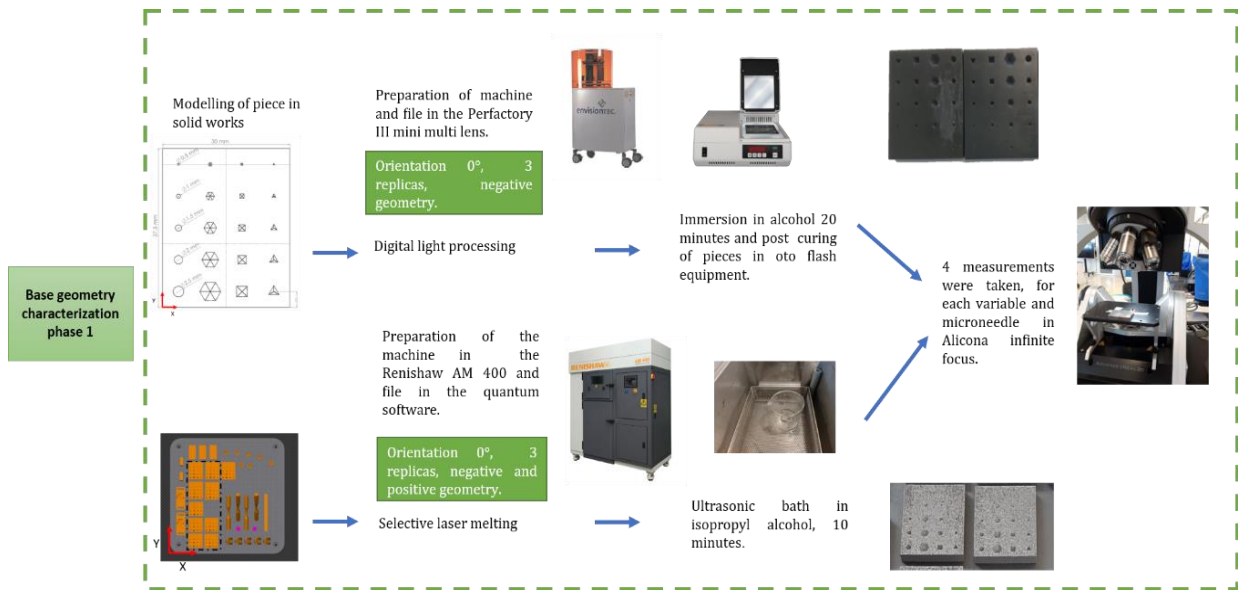 Base geometry
characterization
phase 1
Modelling of piece in
solid works
Y
X
Preparation of machine
and file in the Perfactory
III mini multi lens.
Orientation 0°, 3
replicas, negative
geometry.
Digital light processing
envisiontec
Immersion in alcohol 20
minutes and post curing
of pieces in oto flash
equipment.
4 measurements
were taken, for
each variable and
microneedle in
Alicona infinite
focus.
Preparation of the
machine in the
Renishaw AM 400 and
file in the quantum
software.
Orientation 0°, 3
replicas, negative and
positive geometry.
Selective laser melting
RENISHAW
Ultrasonic bath in
isopropyl alcohol, 10
minutes.
Y
X